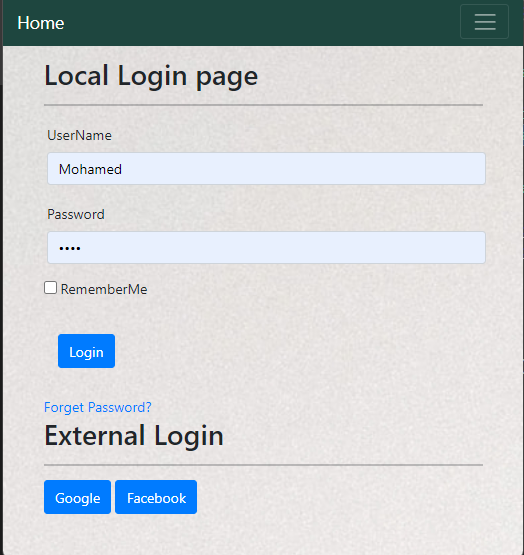 Home
Local Login page
UserName
Mohamed
Password
••••
RememberMe
Login
Forget Password?
External Login
Google Facebook